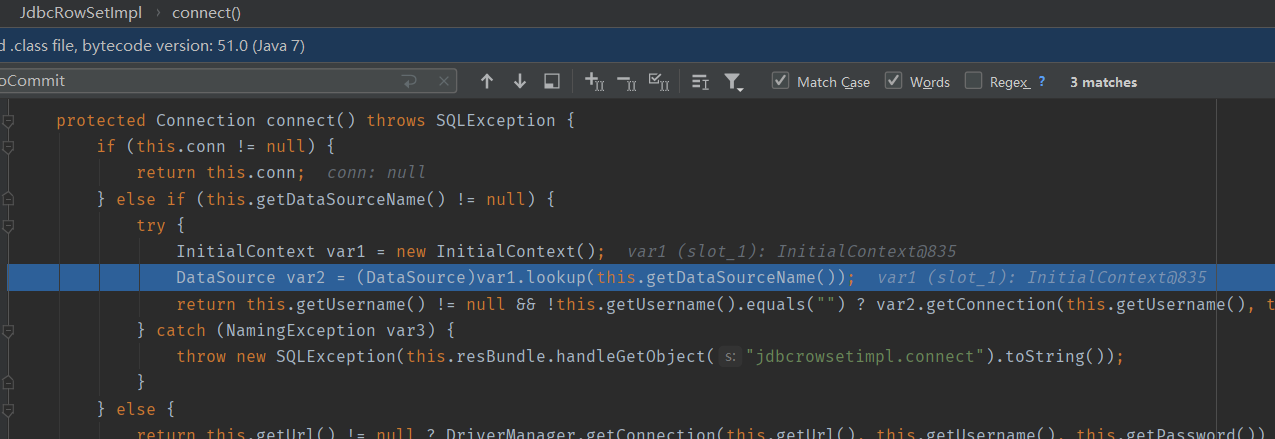 JdbcRowSetImpl › connect()
d .class file, bytecode version: 51.0 (Java 7)
oCommit Match Case Words Regex ? 3 matches
protected Connection connect() throws SQLException {
if (this.conn != null) {
return this.conn; conn: null
} else if (this.getDataSourceName() != null) {
try {
InitialContext var1 = new InitialContext(); var1 (slot_1): InitialContext@835
DataSource var2 = (DataSource)var1.lookup(this.getDataSourceName()); var1 (slot_1): InitialContext@835
return this.getUsername() != null && !this.getUsername().equals("") ? var2.getConnection(this.getUsername(), t
} catch (NamingException var3) {
throw new SQLException(this.resBundle.handleGetObject( s: "jdbcrowsetimpl.connect").toString());
}
} else {
return this.getUrl() != null ? DriverManager.getConnection(this.getUrl(), this.getUsername(), this.getPassword())